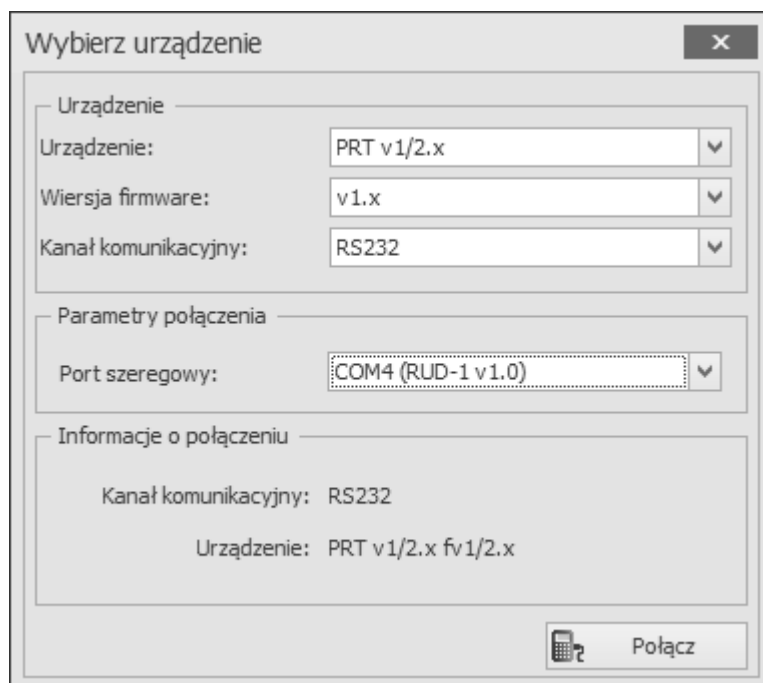 Wybierz urządzenie
Urządzenie
Urządzenie: PRT v1/2.x
Wiersja firmware: v1.x
Kanał komunikacyjny: RS232
Parametry połączenia
Port szeregowy: COM4 (RUD-1 v1.0)
Informacje o połączeniu
Kanał komunikacyjny: RS232
Urządzenie: PRT v1/2.x fv1/2.x
Połącz